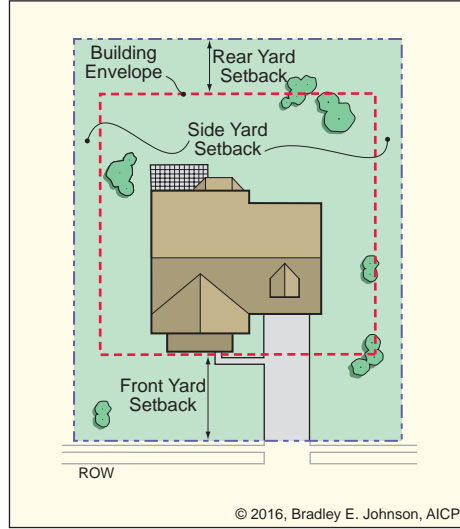 Building
Envelope
Rear Yard
Setback
Side Yard
Setback
Front Yard
Setback
ROW
© 2016, Bradley E. Johnson, AICP